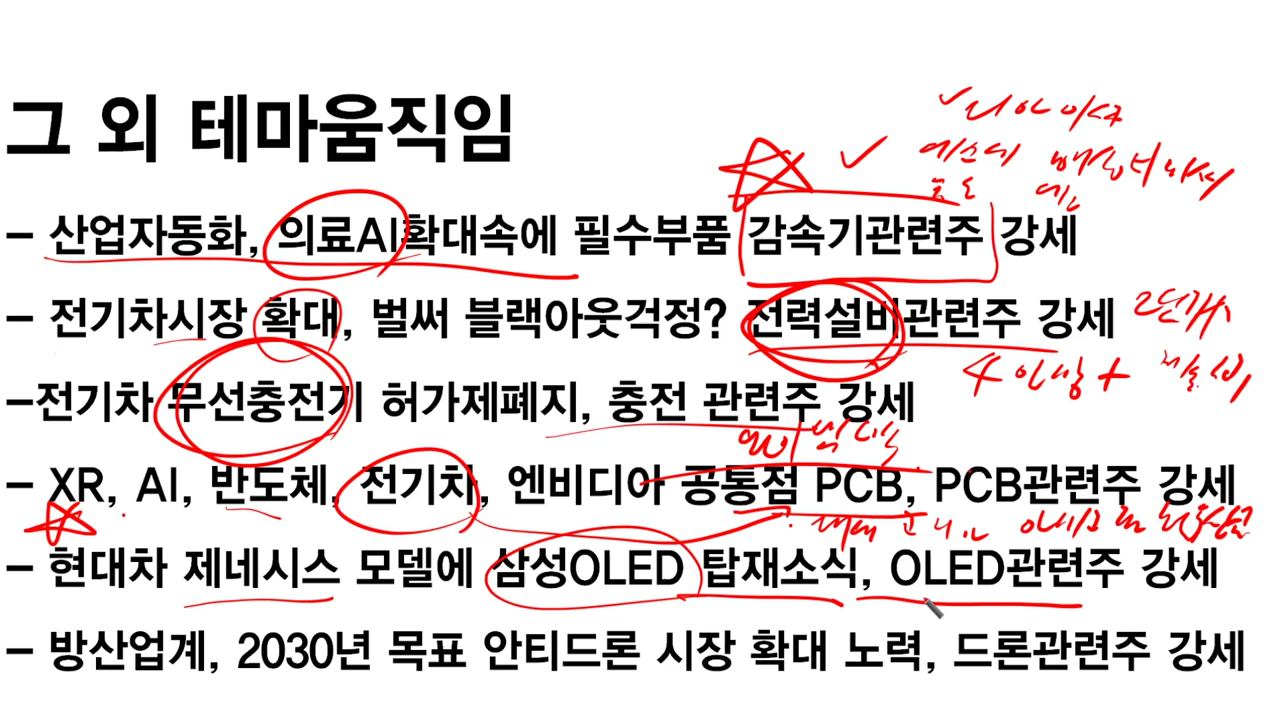 그 외 테마움직임
– 산업자동화, 의료AI확대속에 필수부품 감속기관련주 강세
– 전기차시장 확대, 벌써 블랙아웃걱정? 전력설비관련주 강세
–전기차 무선충전기 허가제폐지, 충전 관련주 강세
– XR, AI, 반도체, 전기차, 엔비디아 공통점 PCB, PCB관련주 강세
– 현대차 제네시스 모델에 삼성OLED 탑재소식, OLED관련주 강세
– 방산업계, 2030년 목표 안티드론 시장 확대 노력, 드론관련주 강세